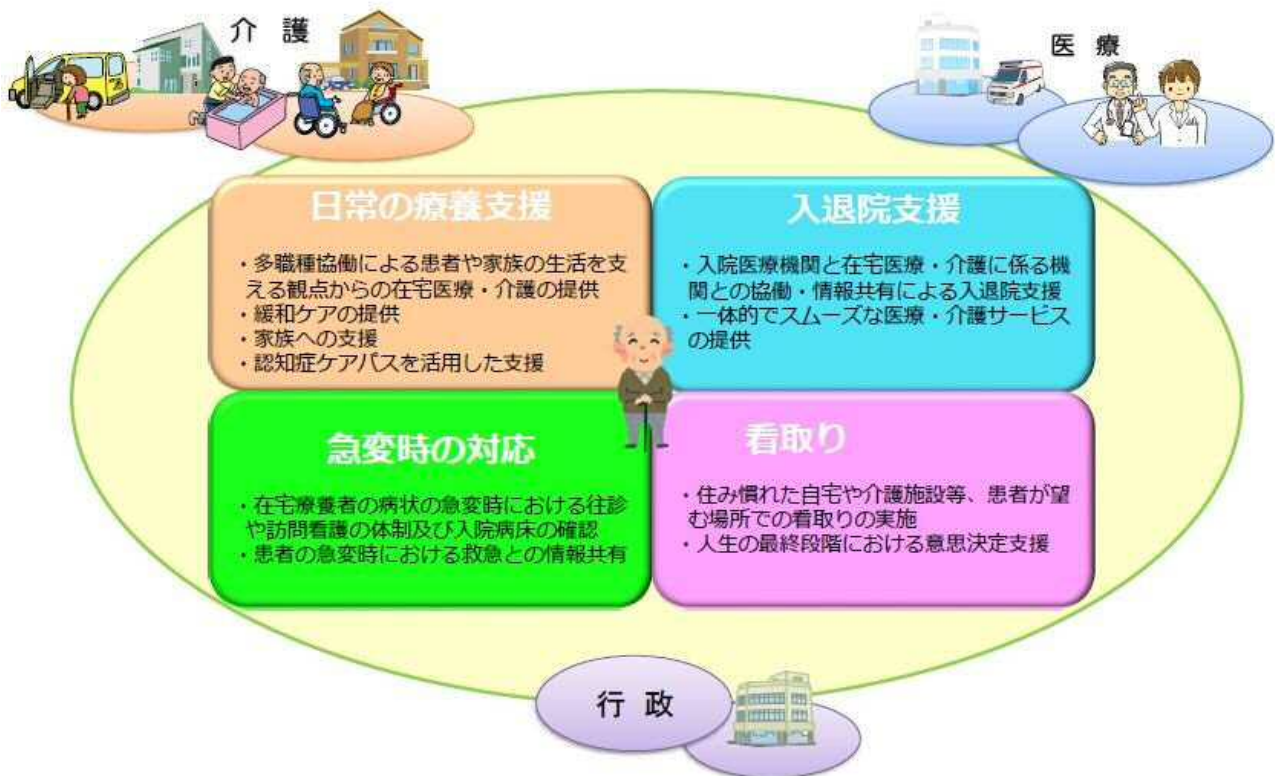 介 護
医 療
日常の療養支援
・多職種協働による患者や家族の生活を支
える観点からの在宅医療・介護の提供
・緩和ケアの提供
・家族への支援
・認知症ケアパスを活用した支援
入退院支援
・入院医療機関と在宅医療・介護に係る機
関との協働・情報共有による入退院支援
・一体的でスムーズな医療・介護サービス
の提供
急変時の対応
・在宅療養者の病状の急変時における往診
や訪問看護の体制及び入院病床の確認
・患者の急変時における救急との情報共有
看取り
・住み慣れた自宅や介護施設等、患者が望
む場所での看取りの実施
・人生の最終段階における意思決定支援
行 政